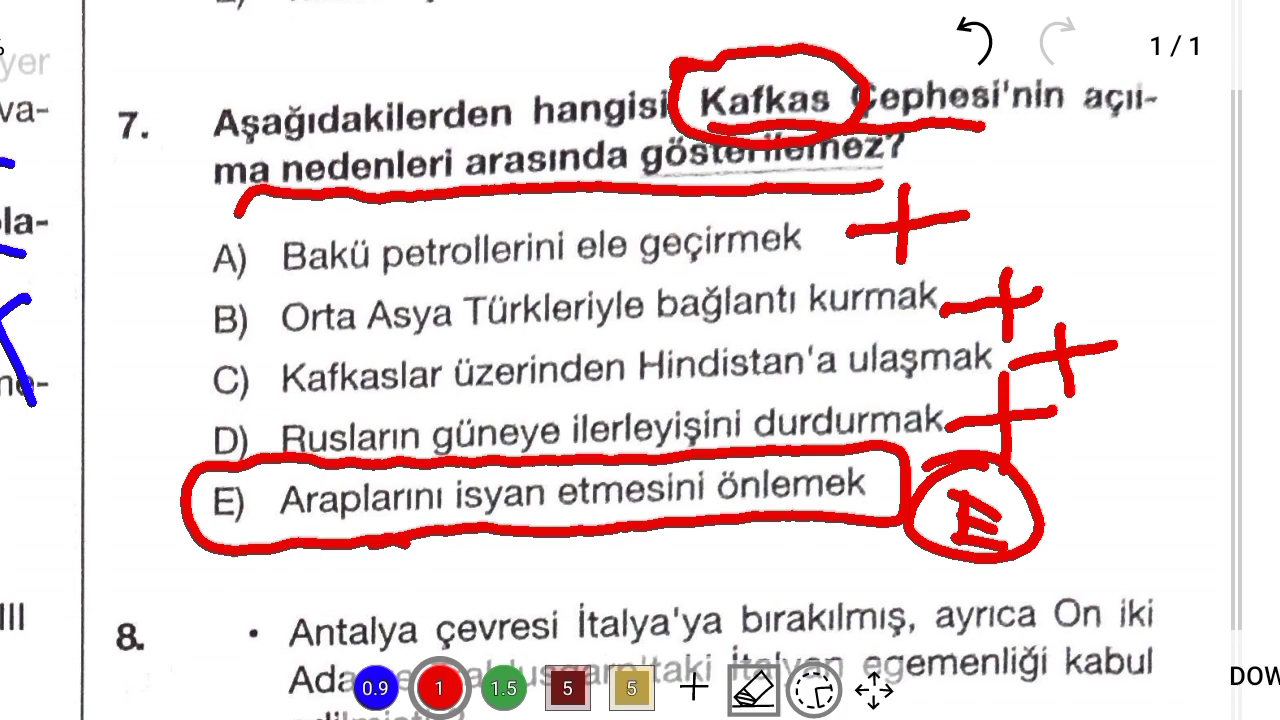 1 / 1
yer
va-
7. Aşağıdakilerden hangisi Kafkas Cephesi'nin açıl-
ma nedenleri arasında gösterilemez?
la-
A) Bakü petrollerini ele geçirmek
B) Orta Asya Türkleriyle bağlantı kurmak
C) Kafkaslar üzerinden Hindistan'a ulaşmak
ne-
D) Rusların güneye ilerleyişini durdurmak
E) Arapların isyan etmesini önlemek
E
III
8. • Antalya çevresi İtalya'ya bırakılmış, ayrıca On iki
Ada İtalyan egemenliği kabul
0.9 1 1.5 5 5
DOW